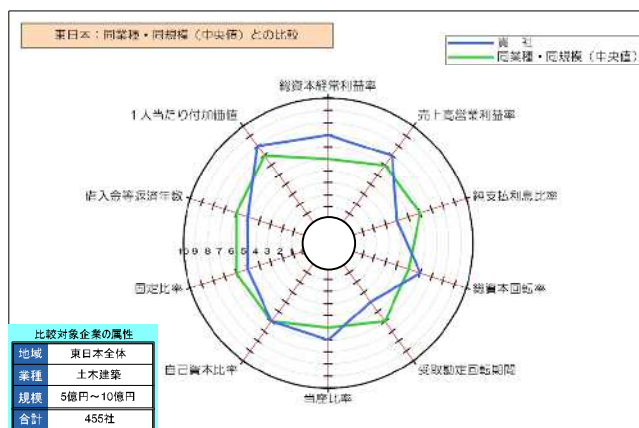 東日本：同業種・同規模（中央値）との比較
貴　社
同業種・同規模（中央値）
総資本経常利益率
１人当たり付加価値
売上高営業利益率
借入金等返済年数
純支払利息比率
10 9 8 7 6 5 4 3 2 1
固定比率
総資本回転率
自己資本比率
受取勘定回転期間
当座比率
比較対象企業の属性
地域　東日本全体
業種　土木建築
規模　5億円～10億円
合計　455社